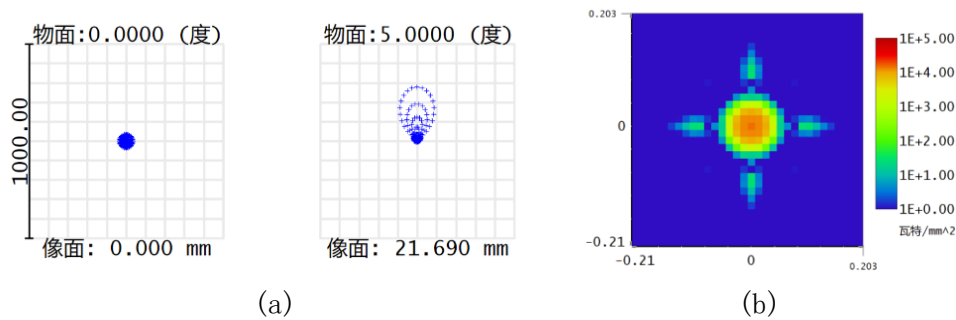 物面:0.0000 (度)
物面:5.0000 (度)
1000.00
像面: 0.000 mm
像面: 21.690 mm
(a)
0.203
0
-0.21
-0.21
0
0.203
1E+5.00
1E+4.00
1E+3.00
1E+2.00
1E+1.00
1E+0.00
瓦特/mm^2
(b)